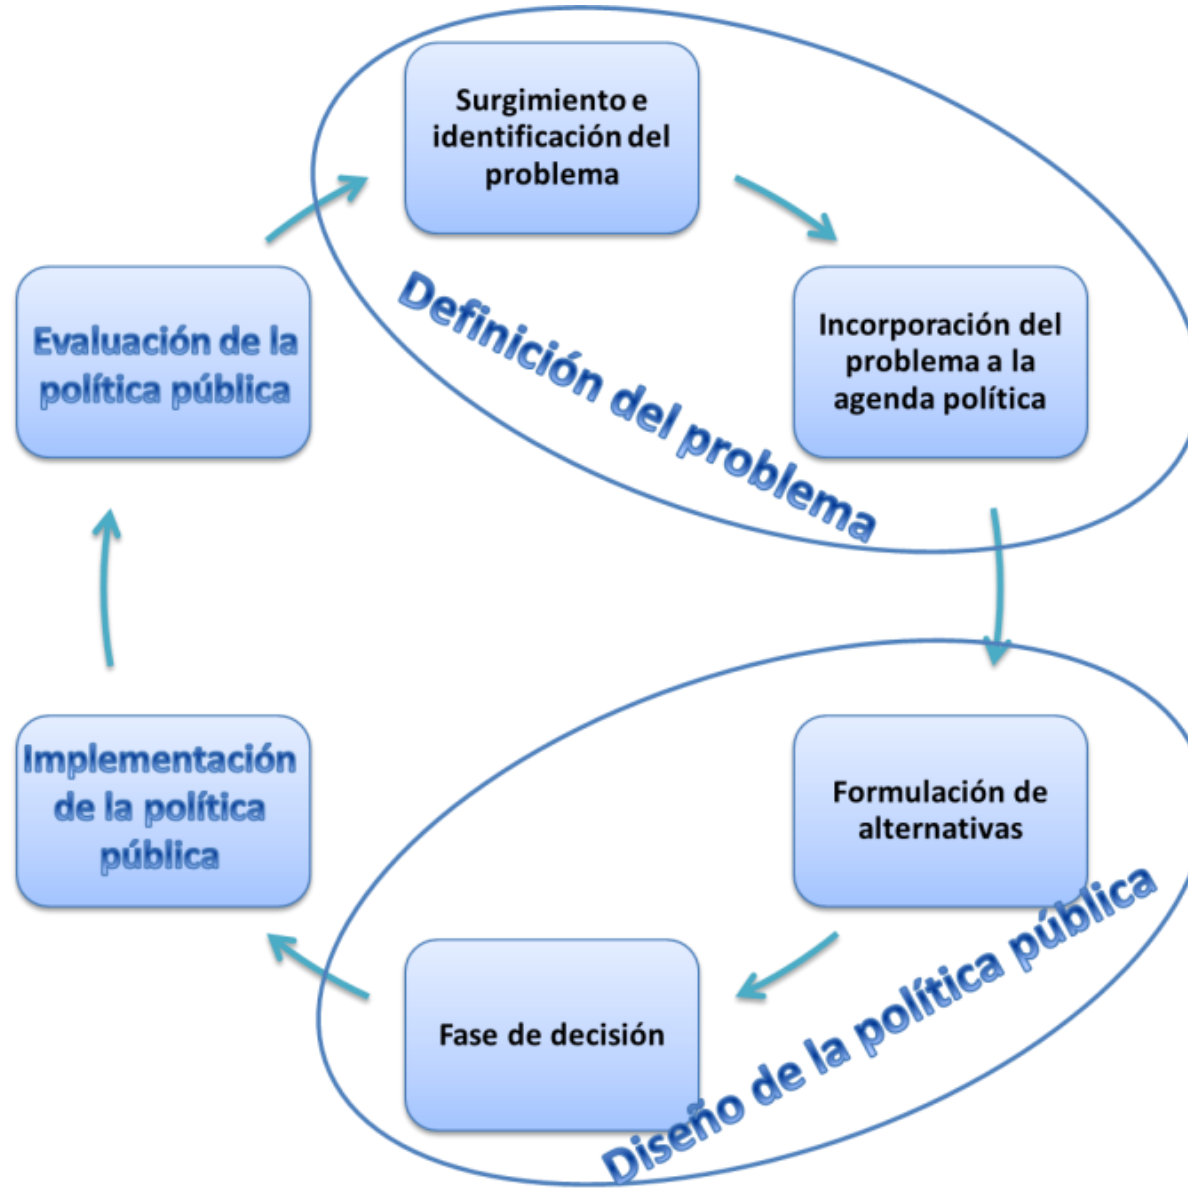 Surgimiento e
identificación del
problema
Definición del problema
Incorporación del
problema a la
agenda política
Formulación de
alternativas
Diseño de la política pública
Fase de decisión
Implementación
de la política
pública
Evaluación de la
política pública